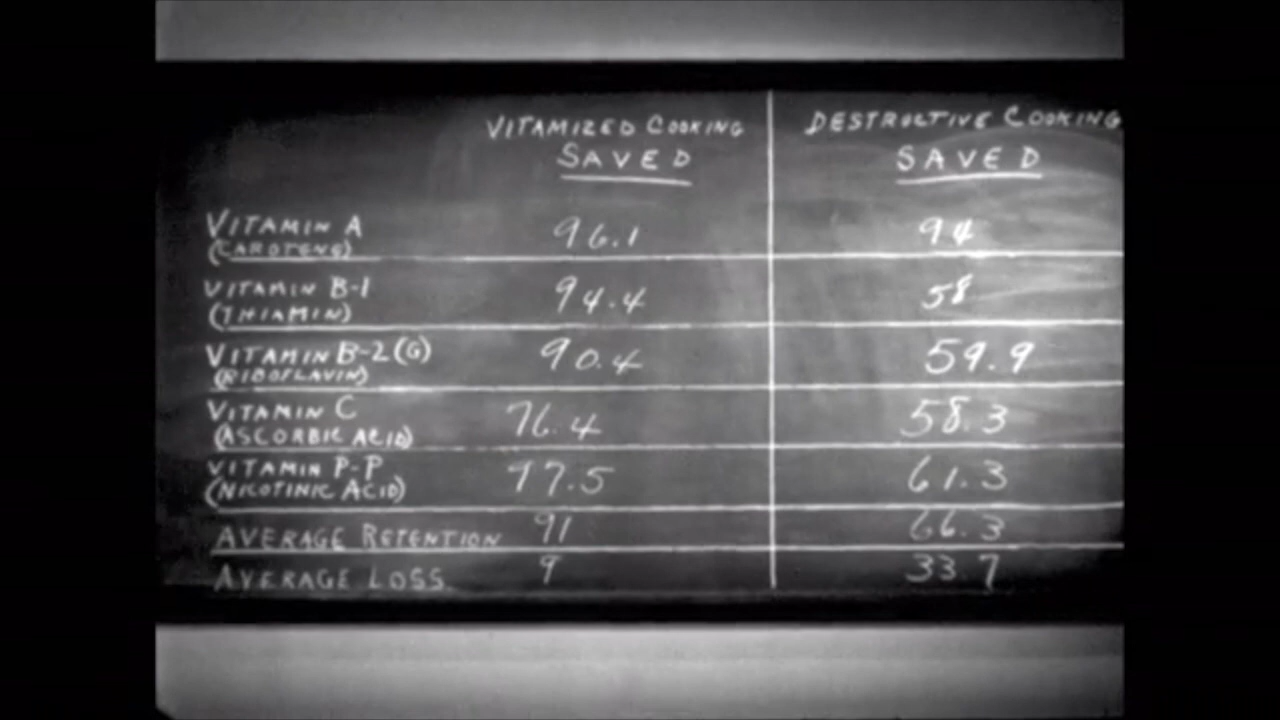 VITAMIZED COOKING DESTRUCTIVE COOKING
SAVED SAVED
VITAMIN A 96.1 94
(CAROTENE)
VITAMIN B-1 94.4 58
(THIAMIN)
VITAMIN B-2 (G) 90.4 59.9
(RIBOFLAVIN)
VITAMIN C 76.4 58.3
(ASCORBIC ACID)
VITAMIN P-P 97.5 61.3
(NICOTINIC ACID)
AVERAGE RETENTION 91 66.3
AVERAGE LOSS 9 33.7